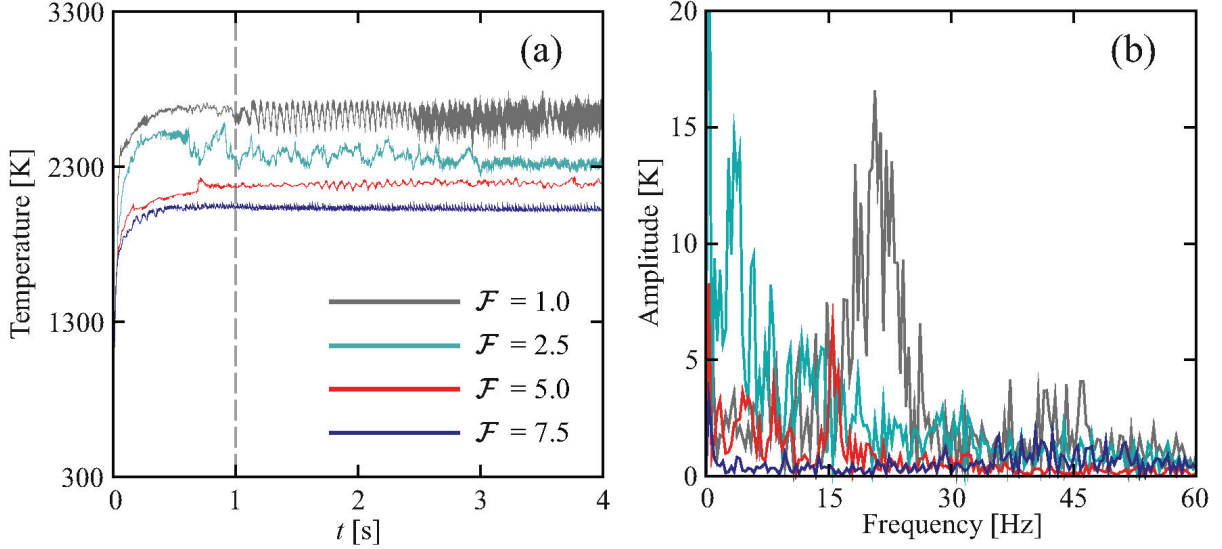 3300
2300
1300
300
Temperature [K]
(a)
ℱ = 1.0
ℱ = 2.5
ℱ = 5.0
ℱ = 7.5
0
1
2
3
4
t [s]
20
15
10
5
0
Amplitude [K]
(b)
0
15
30
45
60
Frequency [Hz]